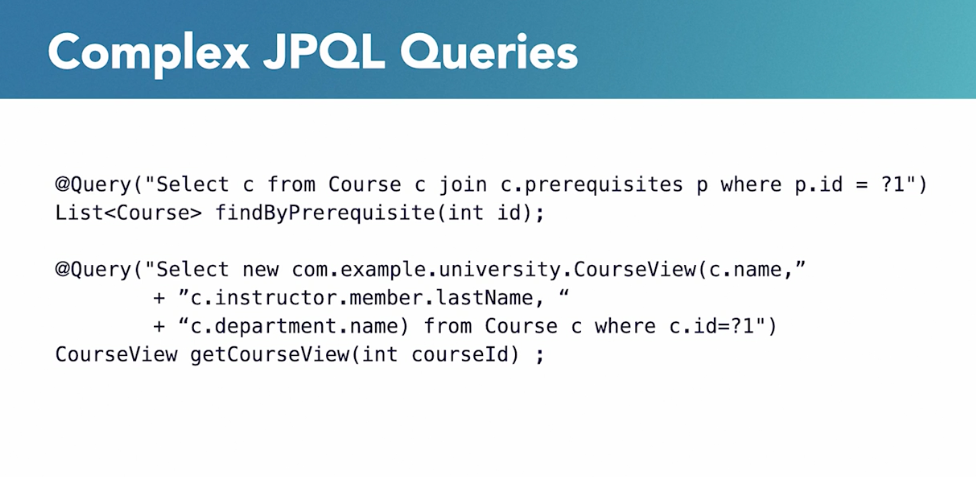 Complex JPQL Queries
@Query("Select c from Course c join c.prerequisites p where p.id = ?1")
List<Course> findByPrerequisite(int id);
@Query("Select new com.example.university.CourseView(c.name,”
+ ”c.instructor.member.lastName, “
+ “c.department.name) from Course c where c.id=?1")
CourseView getCourseView(int courseId) ;